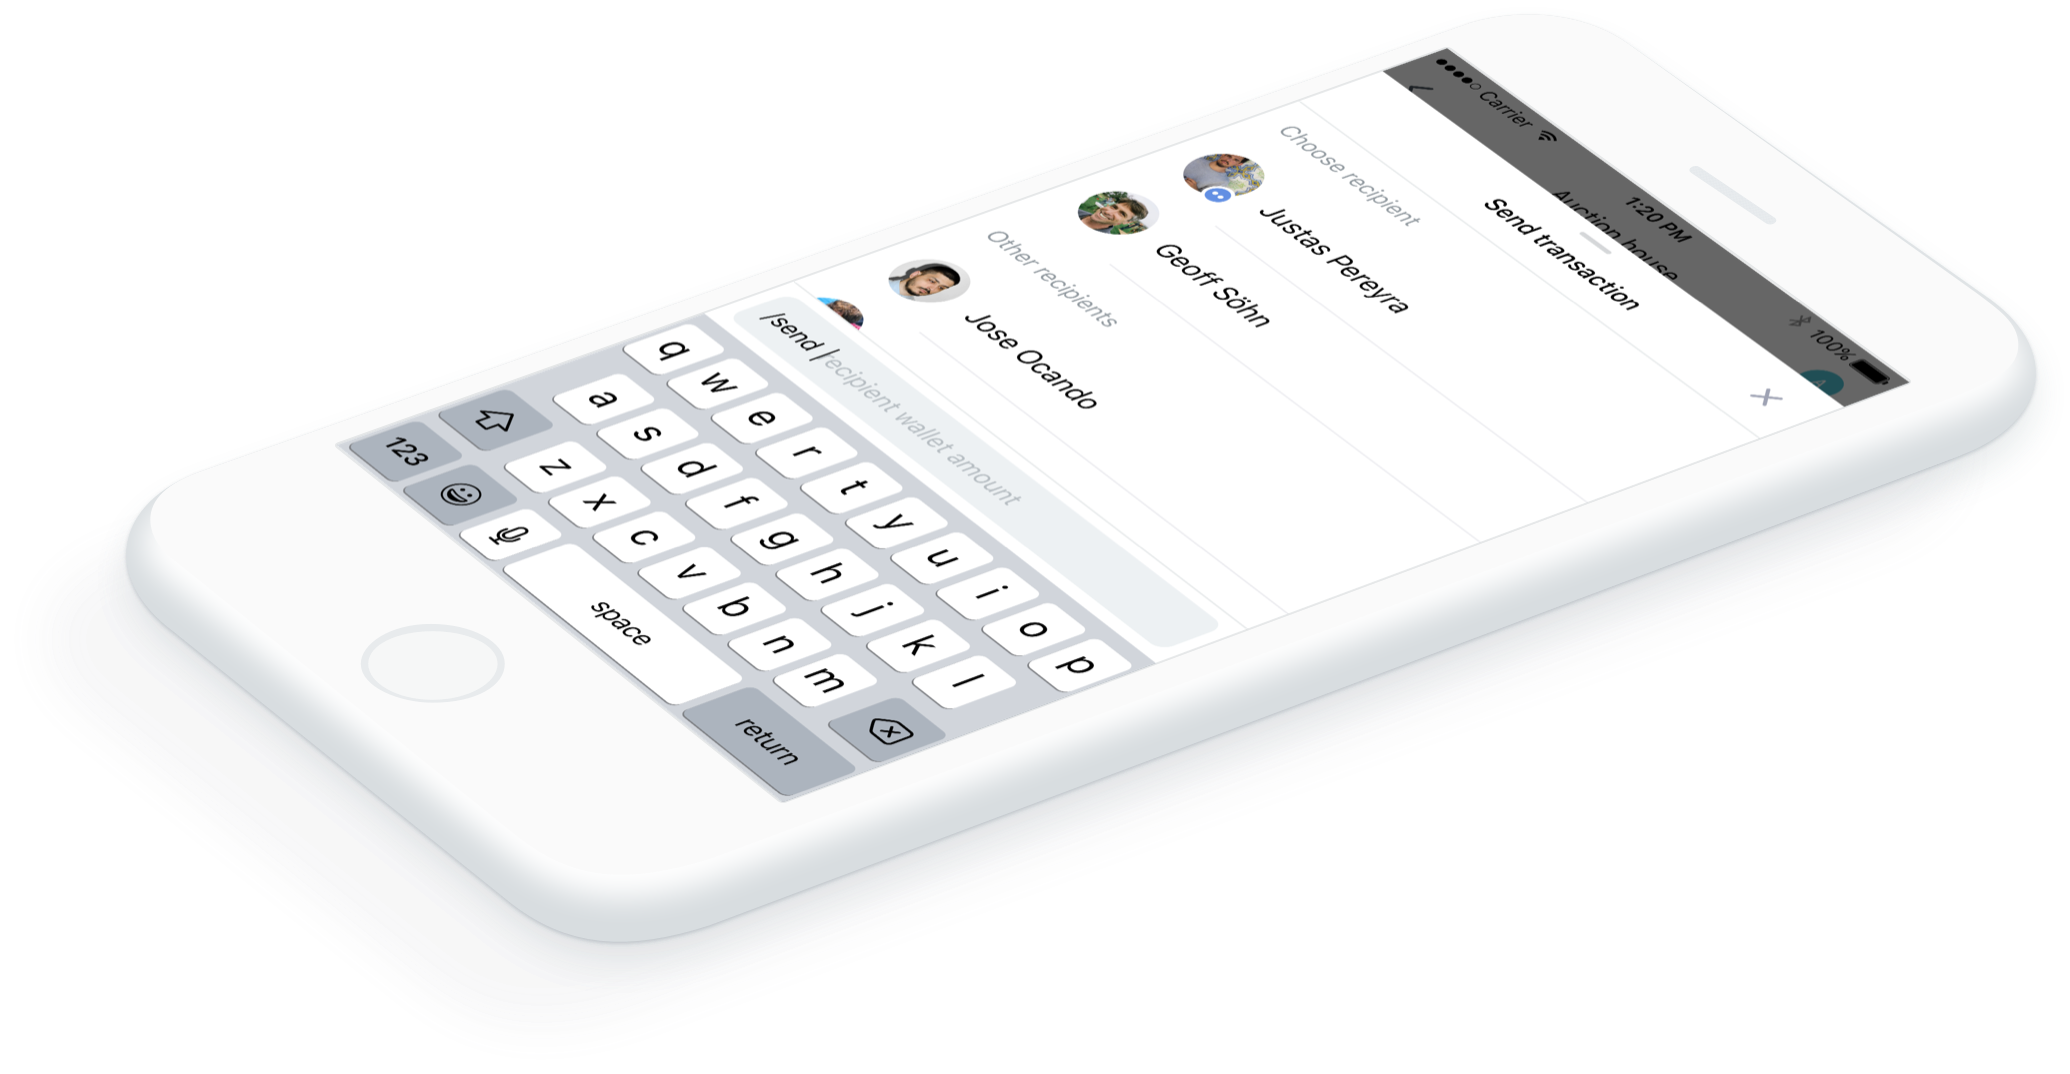 Carrier 1:20 PM 100%
Auction house
A
Send transaction
Choose recipient
Justas Pereyra
Geoff Söhn
Other recipients
Jose Ocando
/send recipient wallet amount
q w e r t y u i o p
a s d f g h j k l
z x c v b n m
123 space return